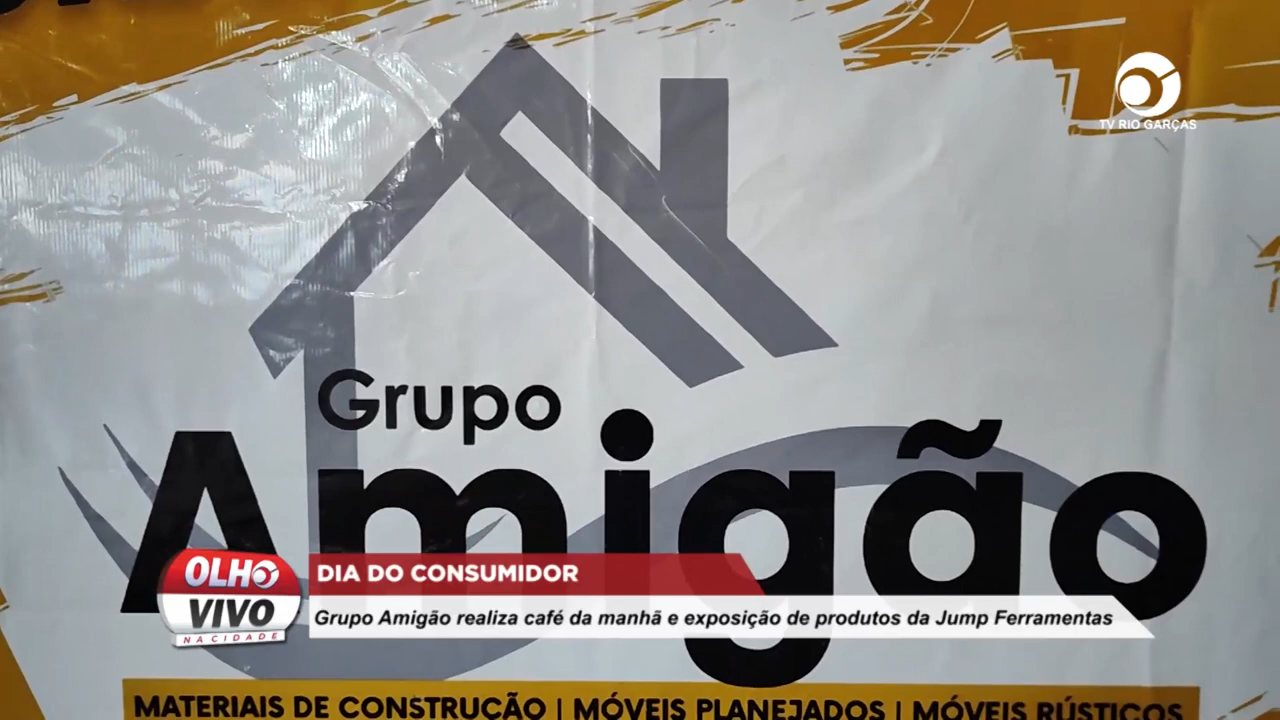 TV RIO GARÇAS
Grupo
Amigão
OLHO
VIVO
NA CIDADE
DIA DO CONSUMIDOR
Grupo Amigão realiza café da manhã e exposição de produtos da Jump Ferramentas
MATERIAIS DE CONSTRUÇÃO | MÓVEIS PLANEJADOS | MÓVEIS RÚSTICOS